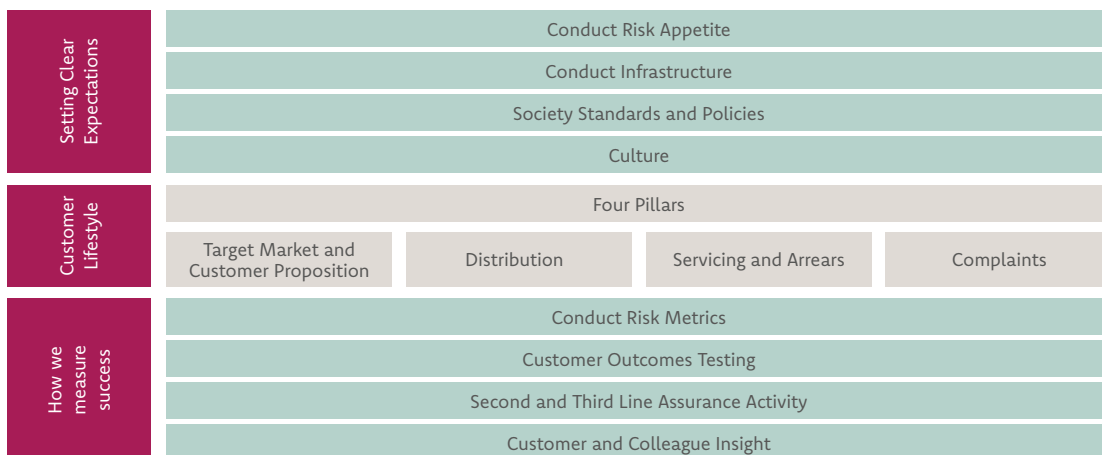 Setting Clear
Expectations
Conduct Risk Appetite
Conduct Infrastructure
Society Standards and Policies
Culture
Customer
Lifestyle
Four Pillars
Target Market and
Customer Proposition
Distribution
Servicing and Arrears
Complaints
How we
measure
success
Conduct Risk Metrics
Customer Outcomes Testing
Second and Third Line Assurance Activity
Customer and Colleague Insight